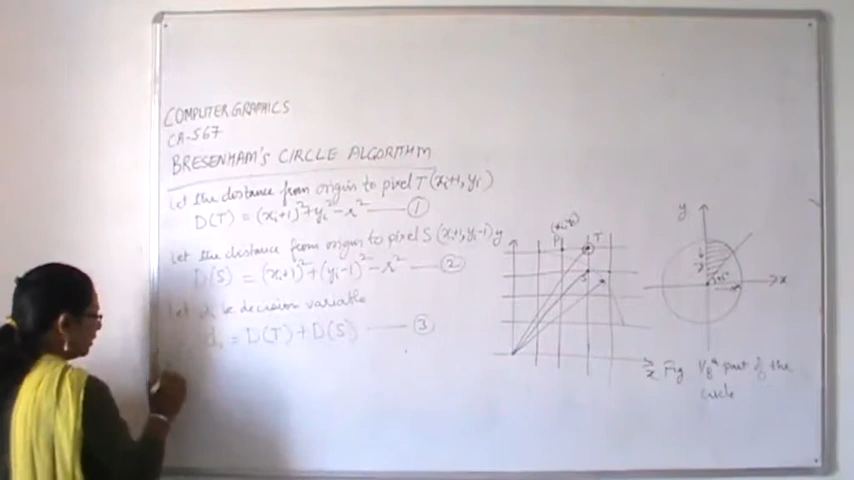 COMPUTER GRAPHICS
CA-567
BRESENHAM'S CIRCLE ALGORITHM
Let the distance from origin to pixel T(xi+1, yi)
D(T) = (xi+1)² + yi² - r² —— 1
Let the distance from origin to pixel S(xi+1, yi-1)
D(S) = (xi+1)² + (yi-1)² - r² —— 2
Let di be decision variable
di = D(T) + D(S) —— 3
y
P
T
S
x
y
r
45°
x
Fig 1/8th part of the
circle